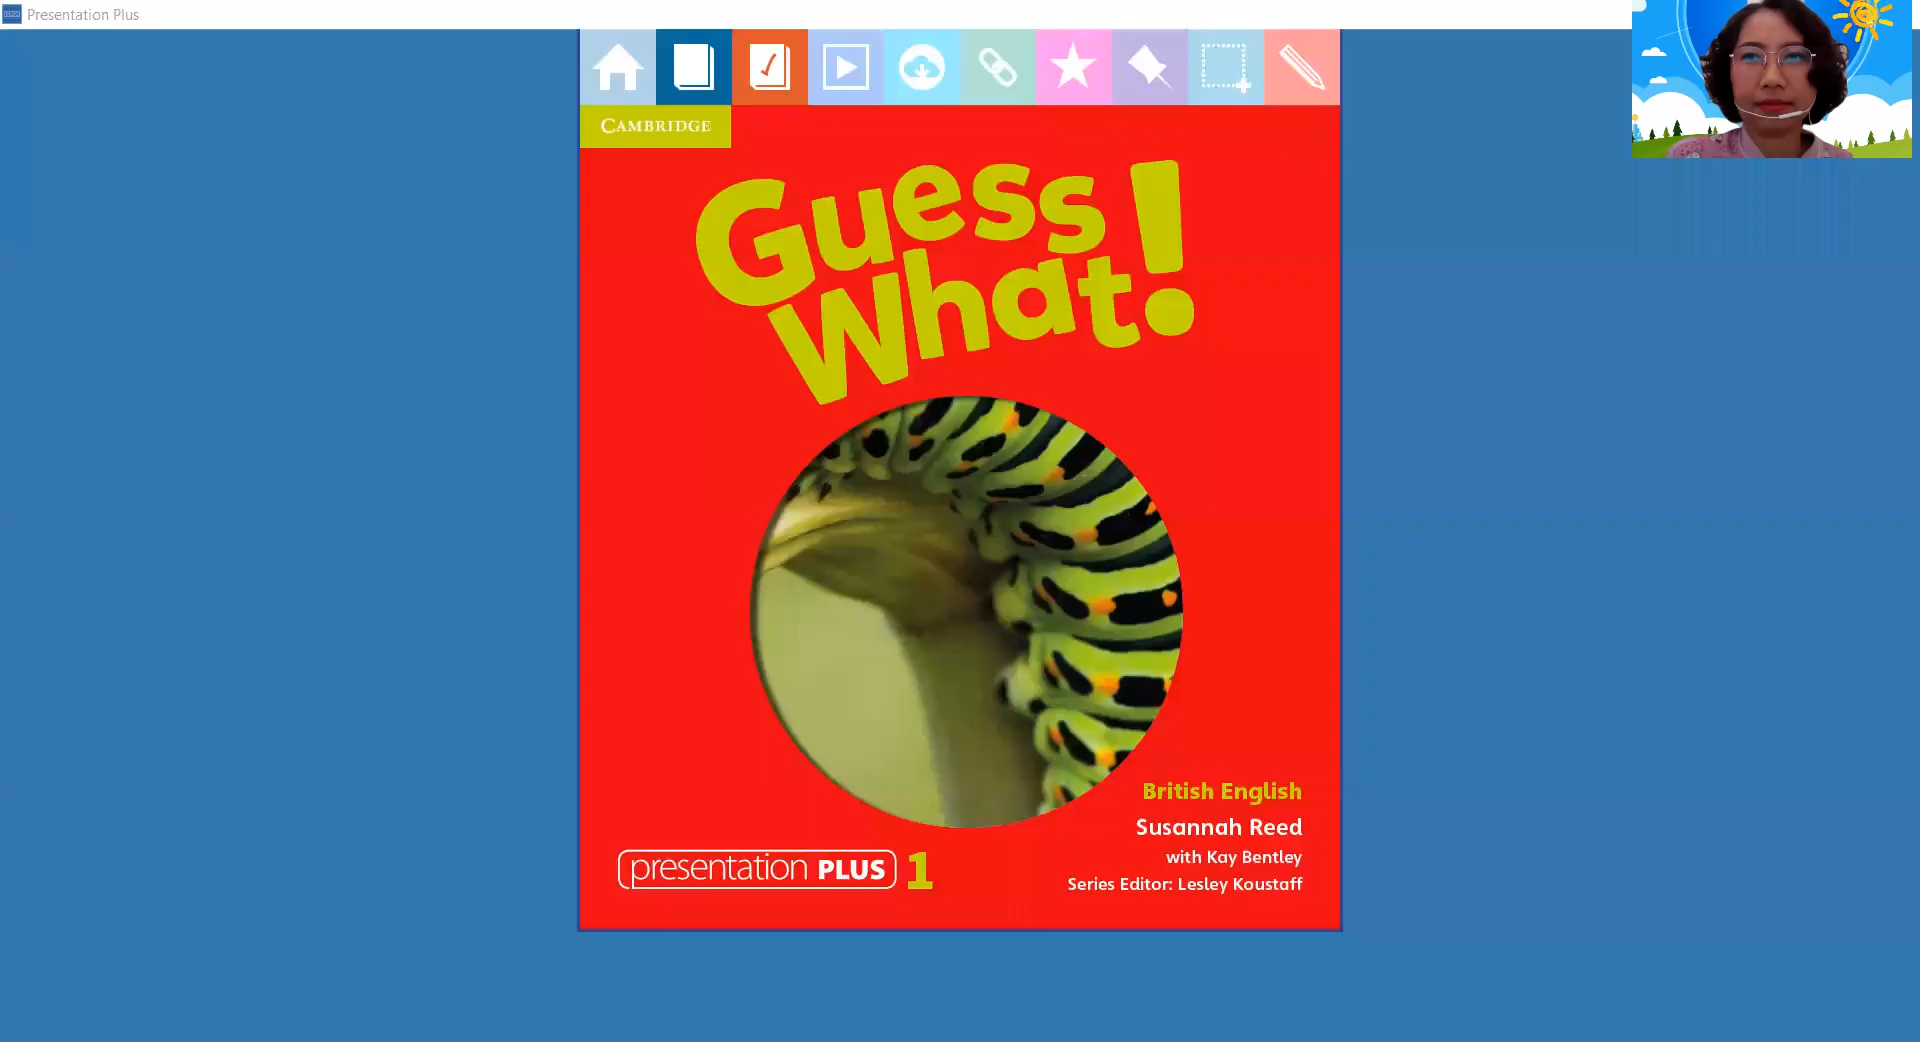 Presentation Plus
CAMBRIDGE
Guess
What!
British English
Susannah Reed
with Kay Bentley
Series Editor: Lesley Koustaff
presentation PLUS 1